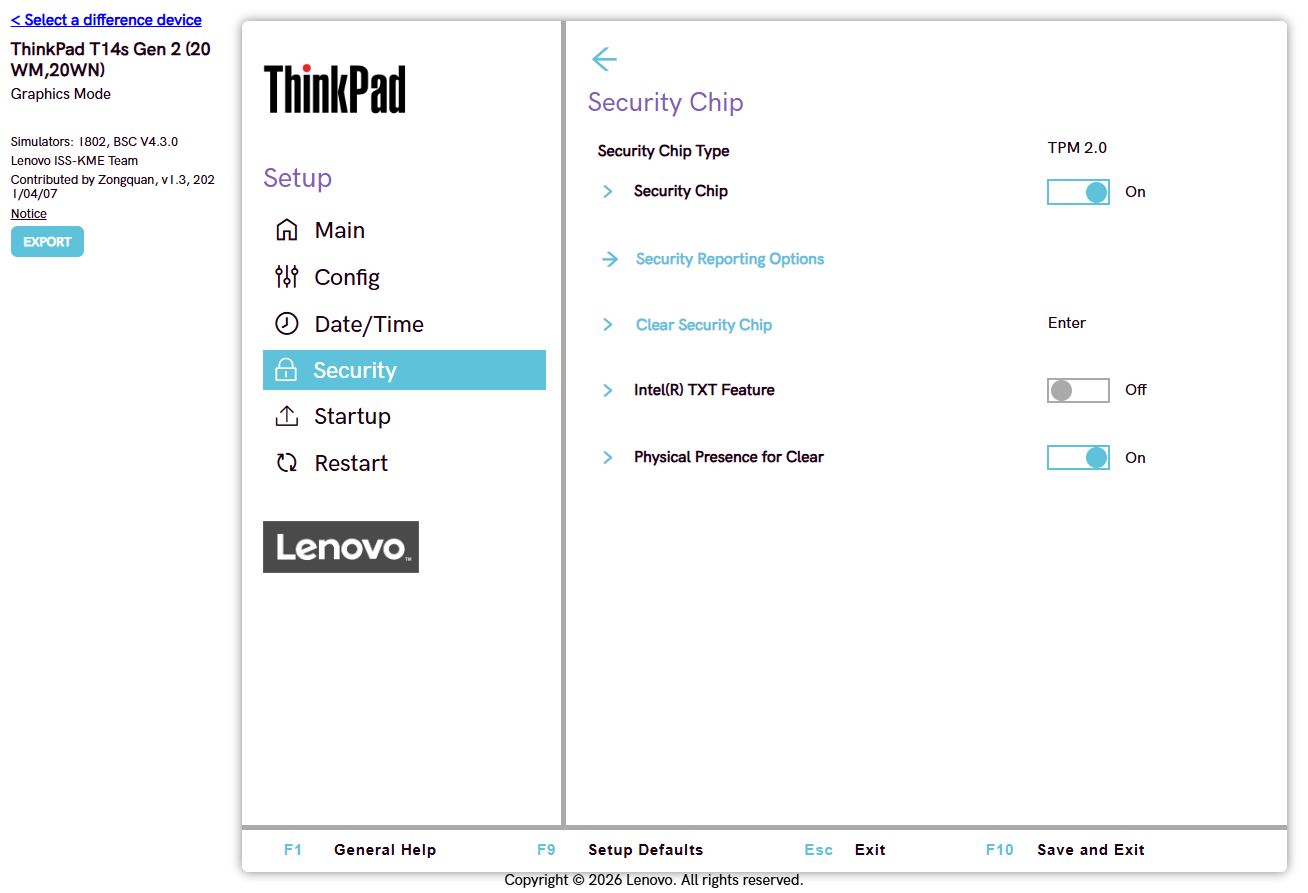 < Select a difference device
ThinkPad T14s Gen 2 (20
WM,20WN)
Graphics Mode
Simulators: 1802, BSC V4.3.0
Lenovo ISS-KME Team
Contributed by Zongquan, v1.3, 202
1/04/07
Notice
EXPORT
ThinkPad
Setup
Main
Config
Date/Time
Security
Startup
Restart
Lenovo™
Security Chip
Security Chip Type TPM 2.0
Security Chip On
Security Reporting Options
Clear Security Chip Enter
Intel(R) TXT Feature Off
Physical Presence for Clear On
F1 General Help F9 Setup Defaults Esc Exit F10 Save and Exit
Copyright © 2026 Lenovo. All rights reserved.